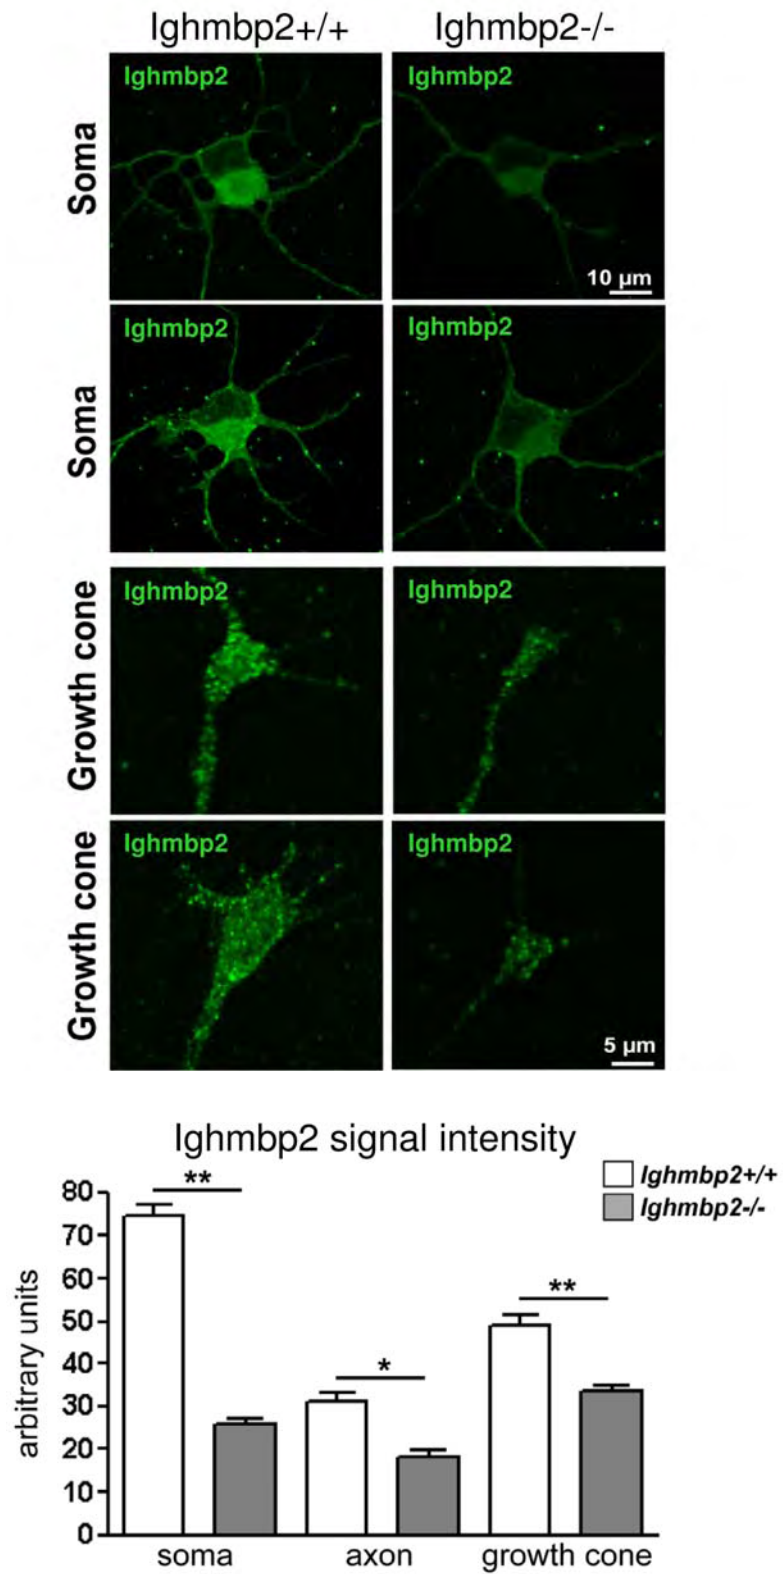 Ighmbp2+/+ Ighmbp2-/-
Soma
Ighmbp2 Ighmbp2
10 µm
Soma
Ighmbp2 Ighmbp2
Growth cone
Ighmbp2 Ighmbp2
Growth cone
Ighmbp2 Ighmbp2
5 µm
Ighmbp2 signal intensity
Ighmbp2+/+
Ighmbp2-/-
arbitrary units
80
70
60
50
40
30
20
10
0
**
*
**
soma axon growth cone